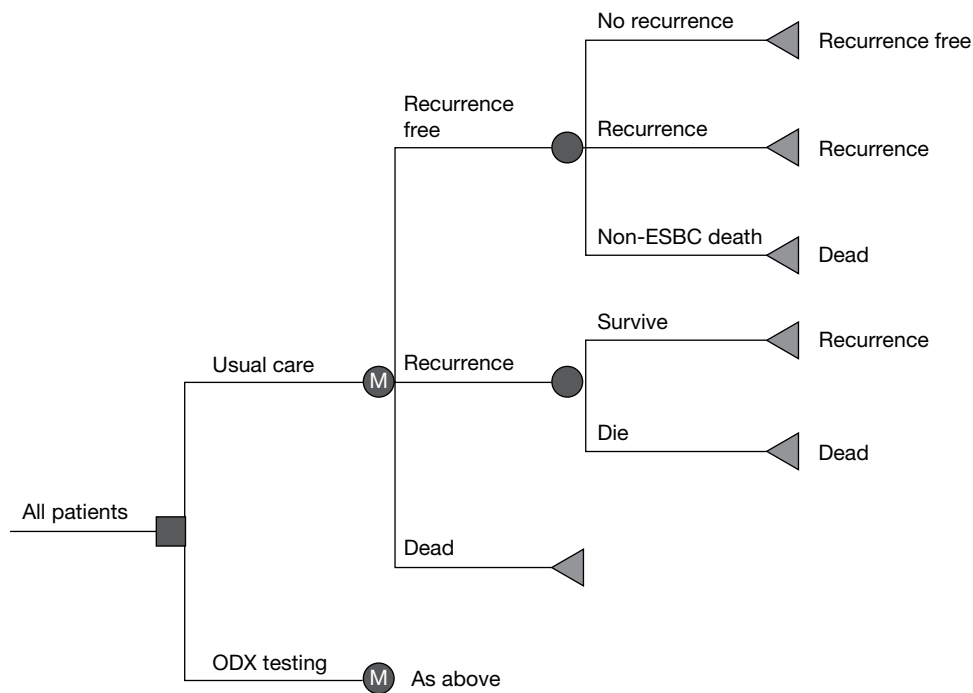 No recurrence
Recurrence free
Recurrence
free
Recurrence
Recurrence
Non-ESBC death
Dead
Survive
Recurrence
Usual care
M
Recurrence
Die
Dead
All patients
Dead
ODX testing
M
As above